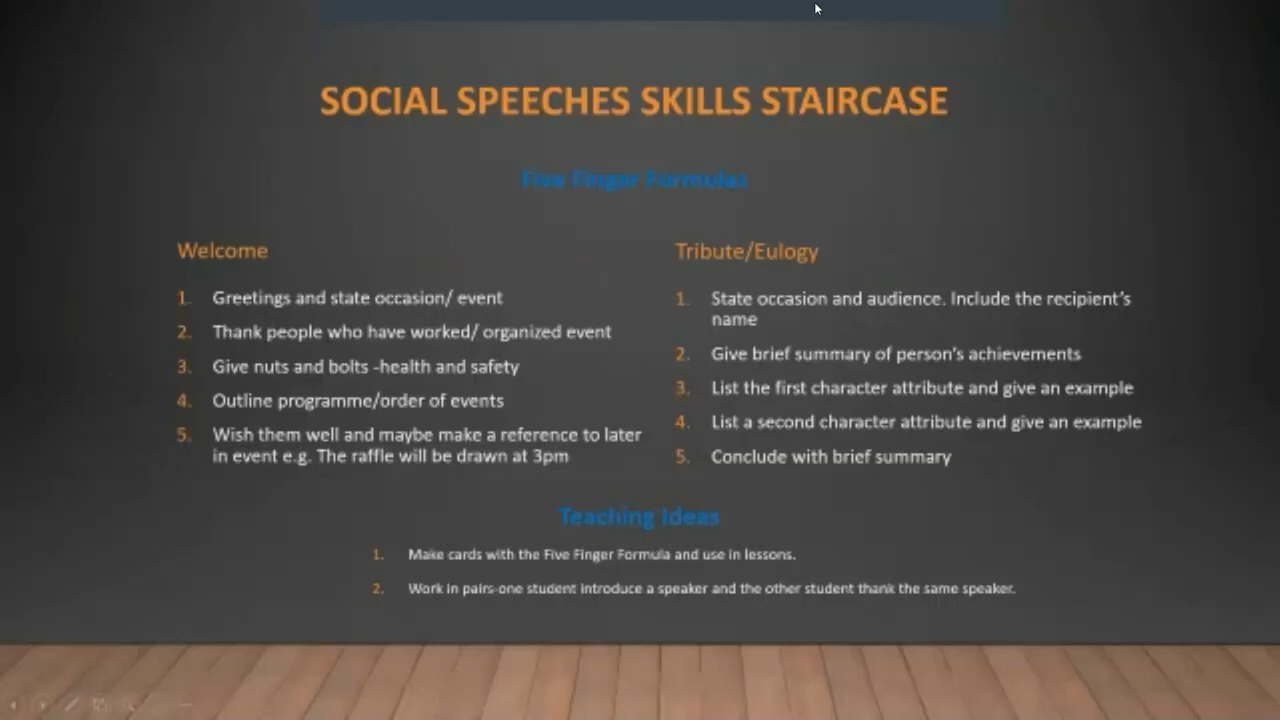 SOCIAL SPEECHES SKILLS STAIRCASE
Five Finger Formulas
Welcome
1. Greetings and state occasion/ event
2. Thank people who have worked/ organized event
3. Give nuts and bolts -health and safety
4. Outline programme/order of events
5. Wish them well and maybe make a reference to later
in event e.g. The raffle will be drawn at 3pm
Tribute/Eulogy
1. State occasion and audience. Include the recipient's
name
2. Give brief summary of person's achievements
3. List the first character attribute and give an example
4. List a second character attribute and give an example
5. Conclude with brief summary
Teaching Ideas
1. Make cards with the Five Finger Formula and use in lessons.
2. Work in pairs-one student introduce a speaker and the other student thank the same speaker.